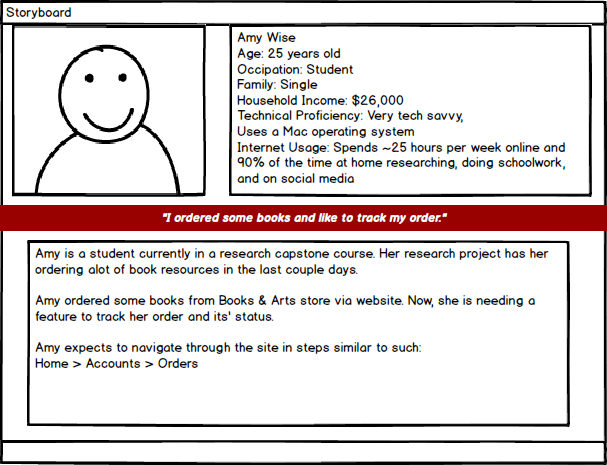 Storyboard
Amy Wise
Age: 25 years old
Occipation: Student
Family: Single
Household Income: $26,000
Technical Proficiency: Very tech savvy,
Uses a Mac operating system
Internet Usage: Spends ~25 hours per week online and
90% of the time at home researching, doing schoolwork,
and on social media
"I ordered some books and like to track my order."
Amy is a student currently in a research capstone course. Her research project has her
ordering alot of book resources in the last couple days.
Amy ordered some books from Books & Arts store via website. Now, she is needing a
feature to track her order and its' status.
Amy expects to navigate through the site in steps similar to such:
Home > Accounts > Orders